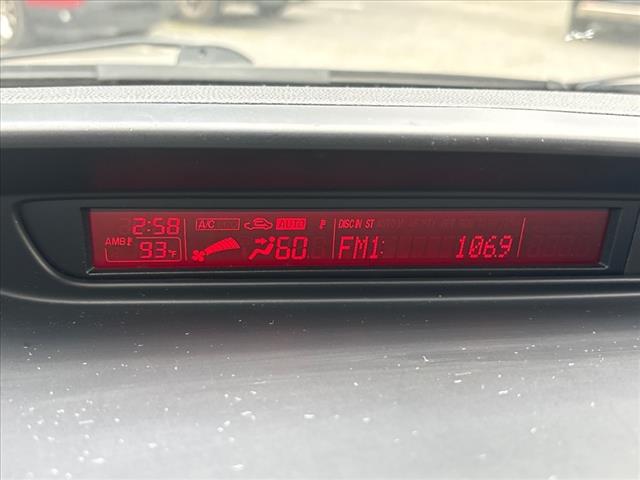 2:58 A/C AUTO DISC IN ST
AMB 93°F 60 FM1 106.9